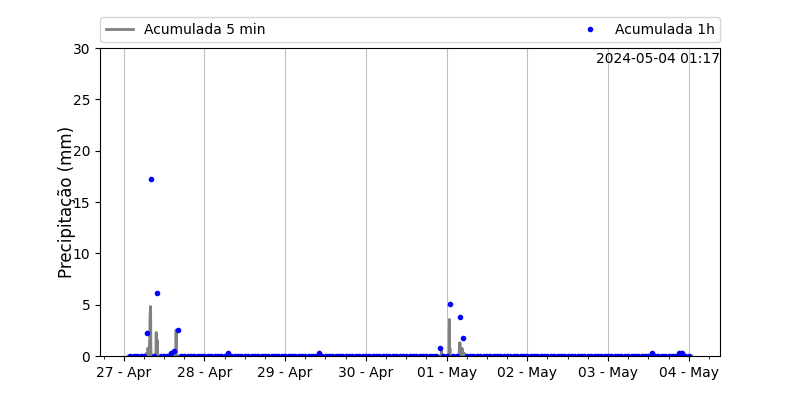 Acumulada 5 min
Acumulada 1h
2024-05-04 01:17
Precipitação (mm)
30
25
20
15
10
5
0
27 - Apr
28 - Apr
29 - Apr
30 - Apr
01 - May
02 - May
03 - May
04 - May